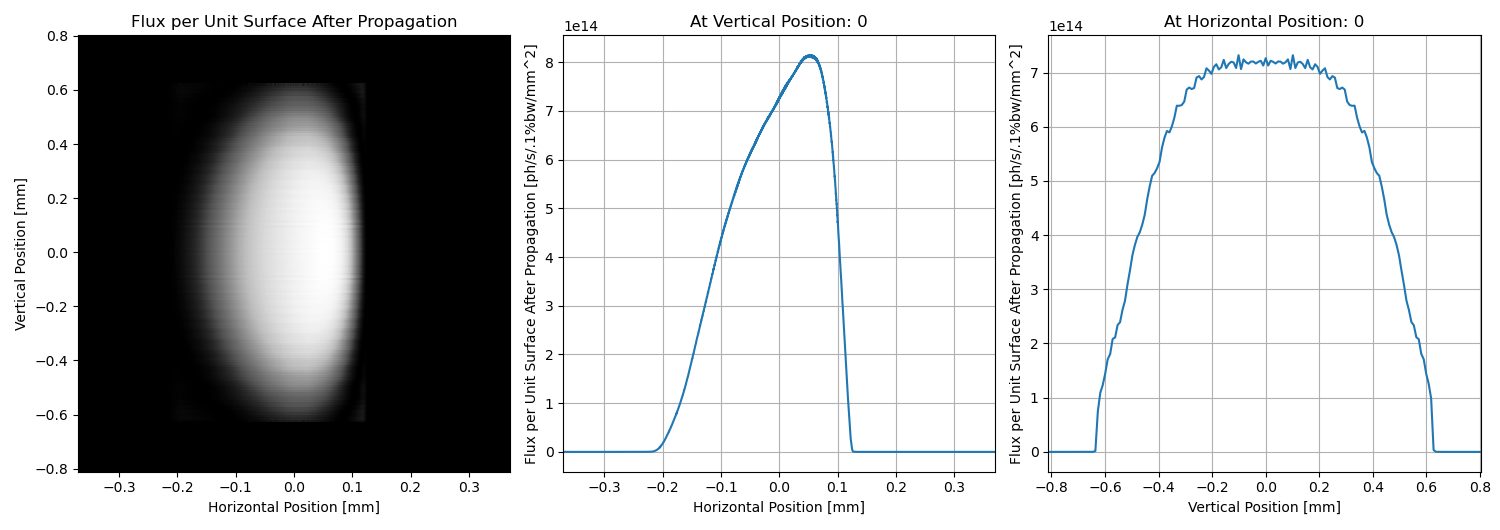 Flux per Unit Surface After Propagation
0.8
0.6
0.4
0.2
0.0
−0.2
−0.4
−0.6
−0.8
Vertical Position [mm]
−0.3 −0.2 −0.1 0.0 0.1 0.2 0.3
Horizontal Position [mm]
At Vertical Position: 0
1e14
8
7
6
5
4
3
2
1
0
Flux per Unit Surface After Propagation [ph/s/.1%bw/mm^2]
−0.3 −0.2 −0.1 0.0 0.1 0.2 0.3
Horizontal Position [mm]
At Horizontal Position: 0
1e14
7
6
5
4
3
2
1
0
Flux per Unit Surface After Propagation [ph/s/.1%bw/mm^2]
−0.8 −0.6 −0.4 −0.2 0.0 0.2 0.4 0.6 0.8
Vertical Position [mm]